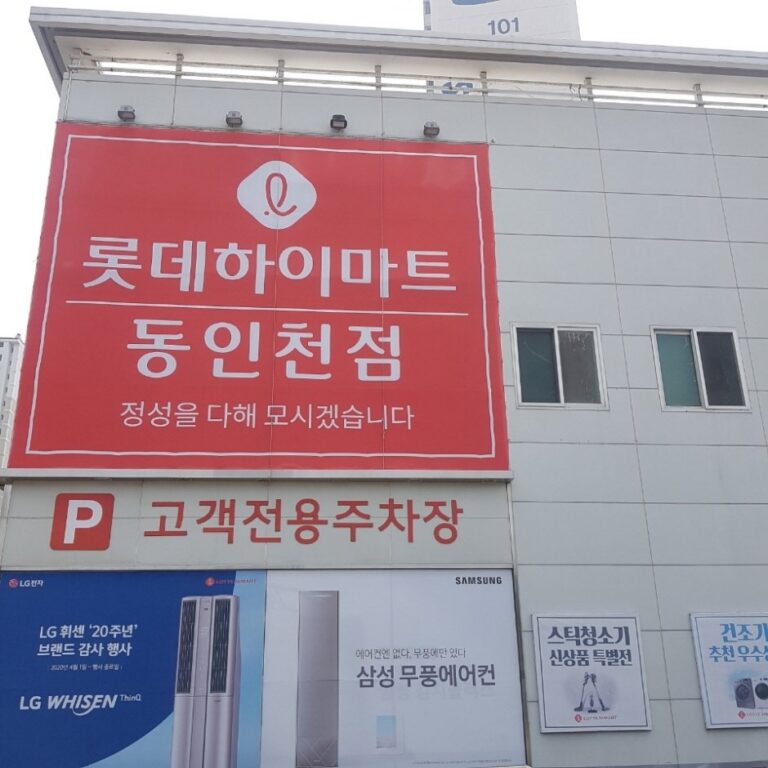 101
롯데하이마트
동인천점
정성을 다해 모시겠습니다
P 고객전용주차장
LG전자
LG 휘센 '20주년'
브랜드 감사 행사
LG WHISEN ThinQ
SAMSUNG
에어컨엔 없다, 무풍에만 있다
삼성 무풍에어컨
스틱청소기
신상품 특별전
건조기
추천 우수